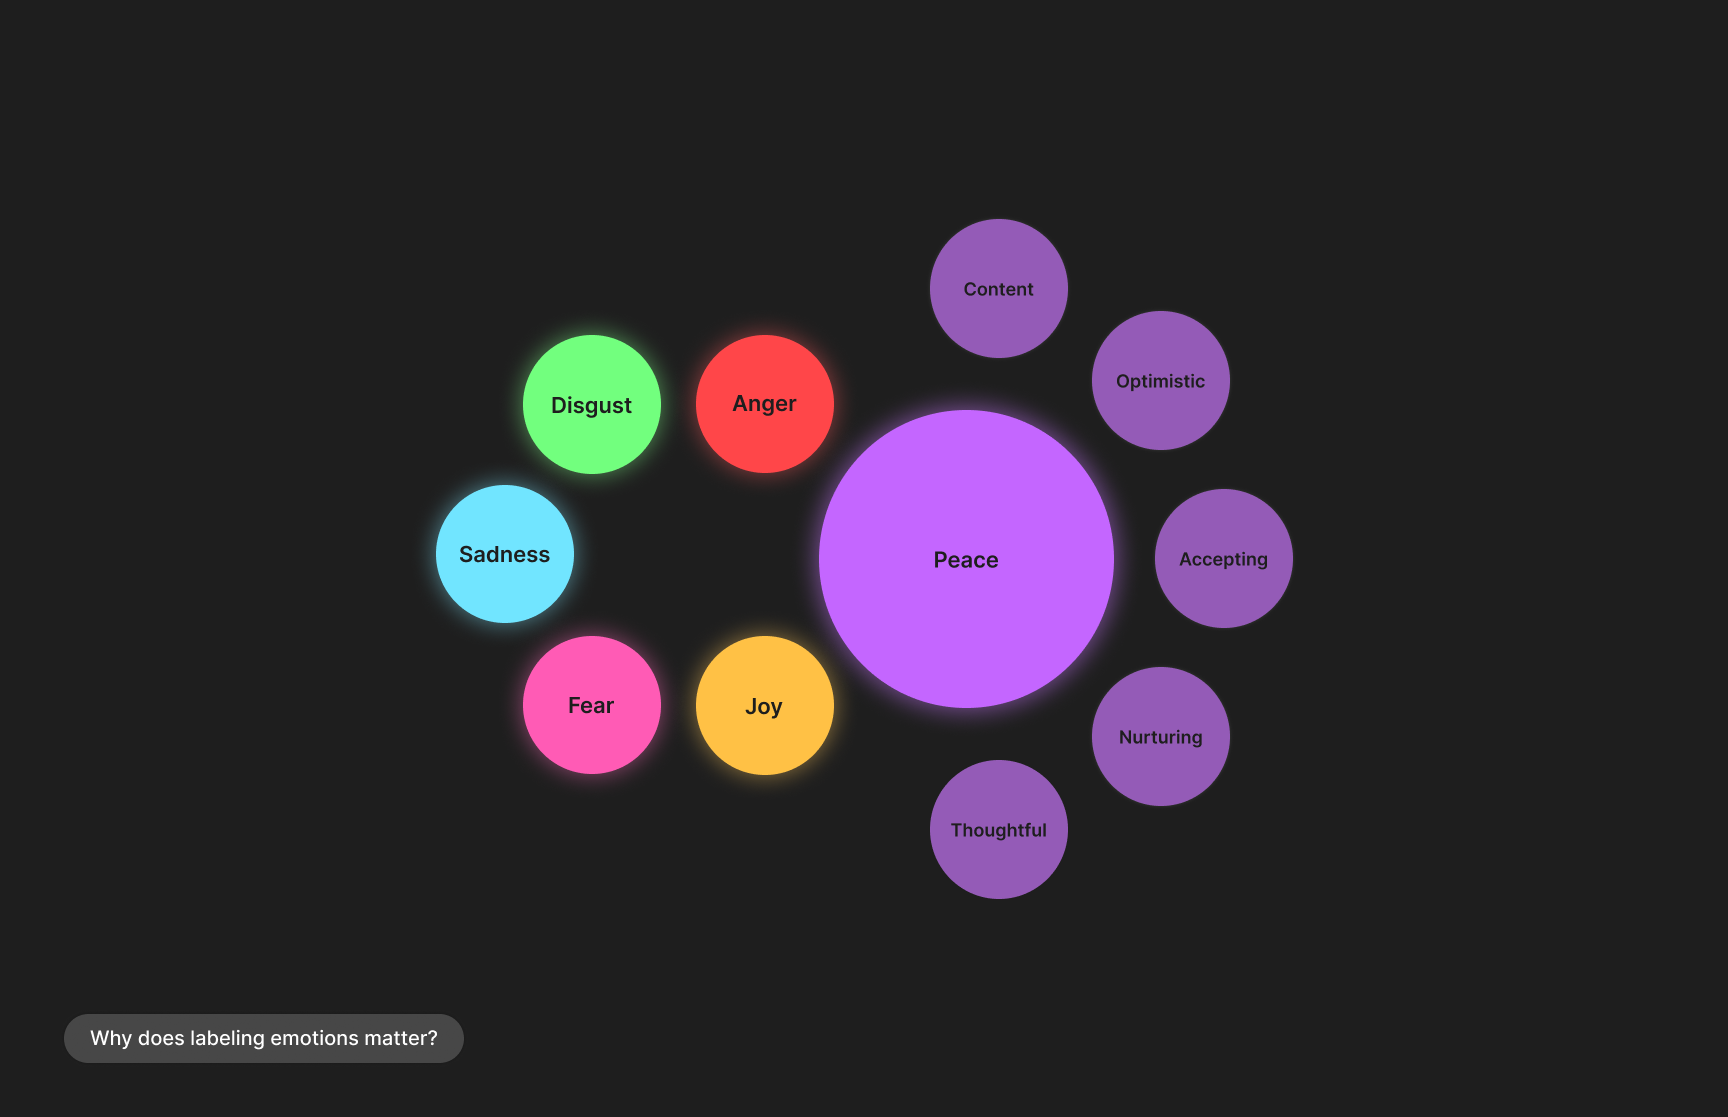 Content
Optimistic
Disgust
Anger
Sadness
Peace
Accepting
Fear
Joy
Nurturing
Thoughtful
Why does labeling emotions matter?